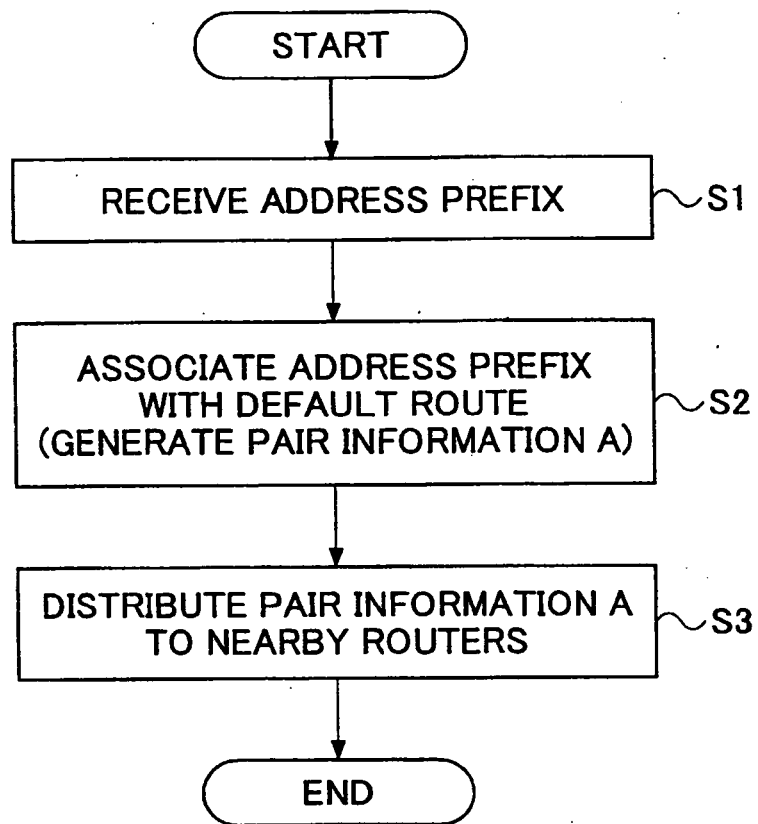 START
RECEIVE ADDRESS PREFIX
S1
ASSOCIATE ADDRESS PREFIX
WITH DEFAULT ROUTE
(GENERATE PAIR INFORMATION A)
S2
DISTRIBUTE PAIR INFORMATION A
TO NEARBY ROUTERS
S3
END